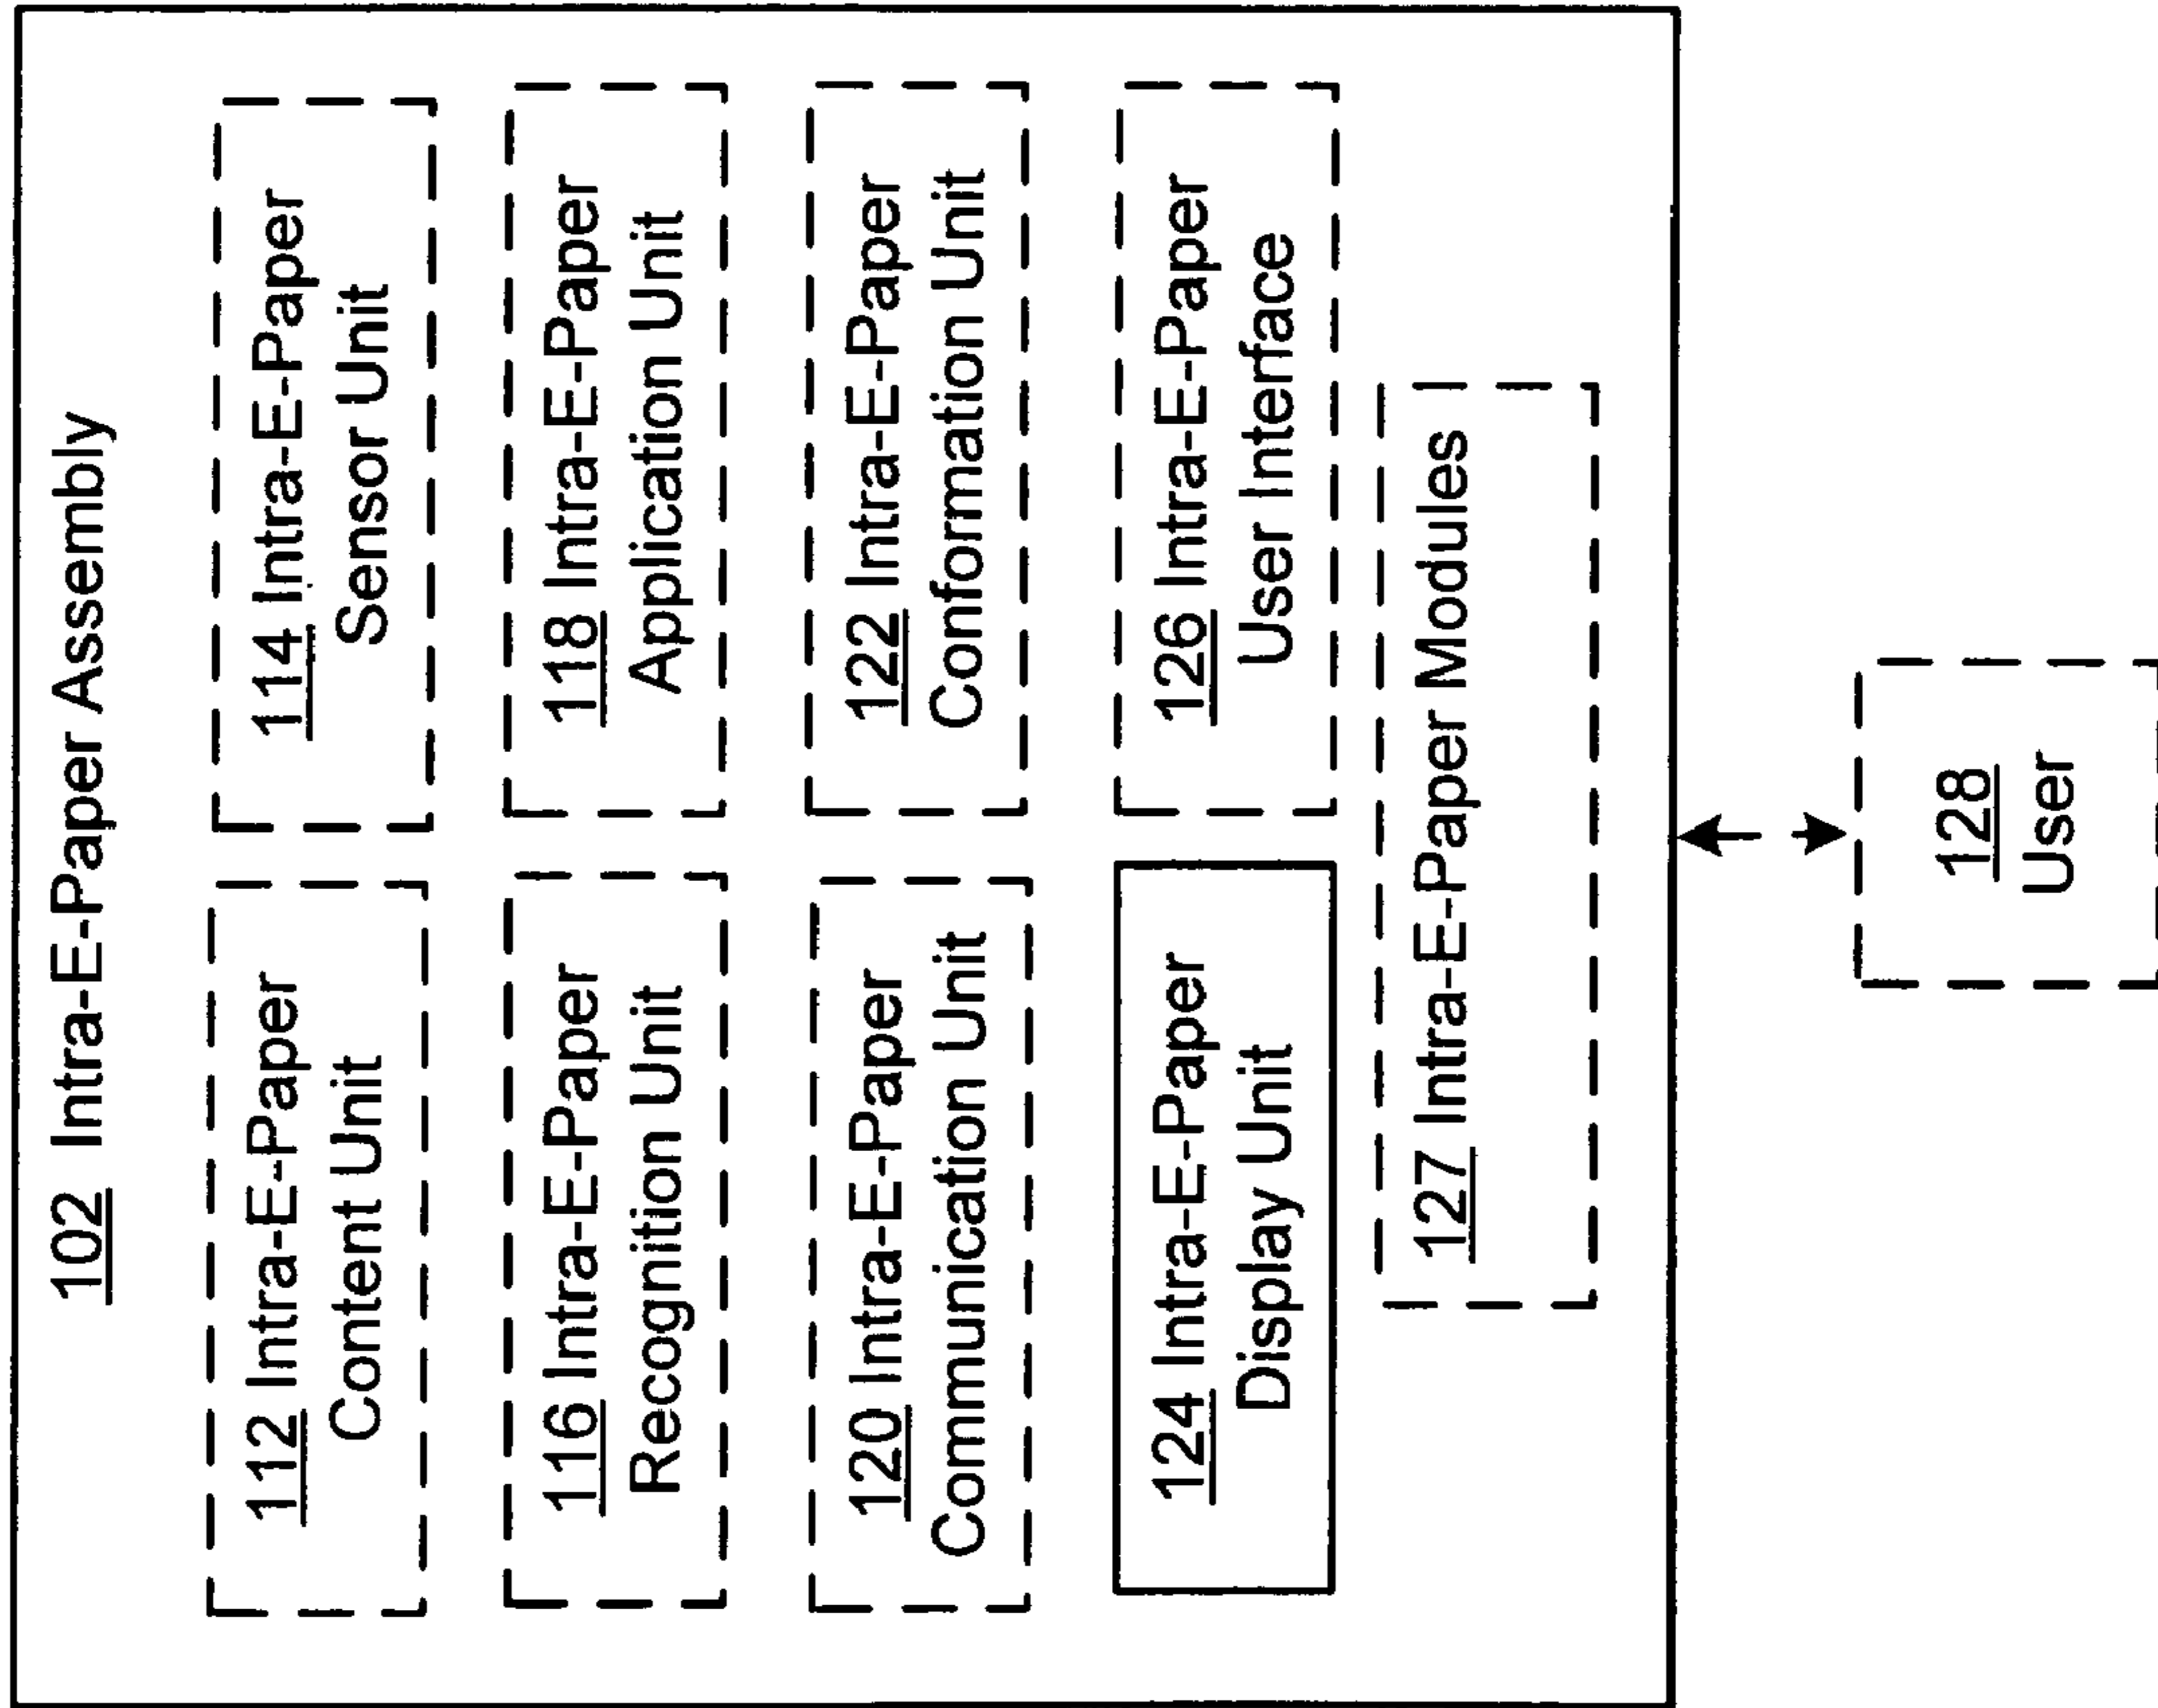 102 Intra-E-Paper Assembly
112 Intra-E-Paper
Content Unit
114 Intra-E-Paper
Sensor Unit
116 Intra-E-Paper
Recognition Unit
118 Intra-E-Paper
Application Unit
120 Intra-E-Paper
Communication Unit
122 Intra-E-Paper
Conformation Unit
124 Intra-E-Paper
Display Unit
126 Intra-E-Paper
User Interface
127 Intra-E-Paper Modules
128
User